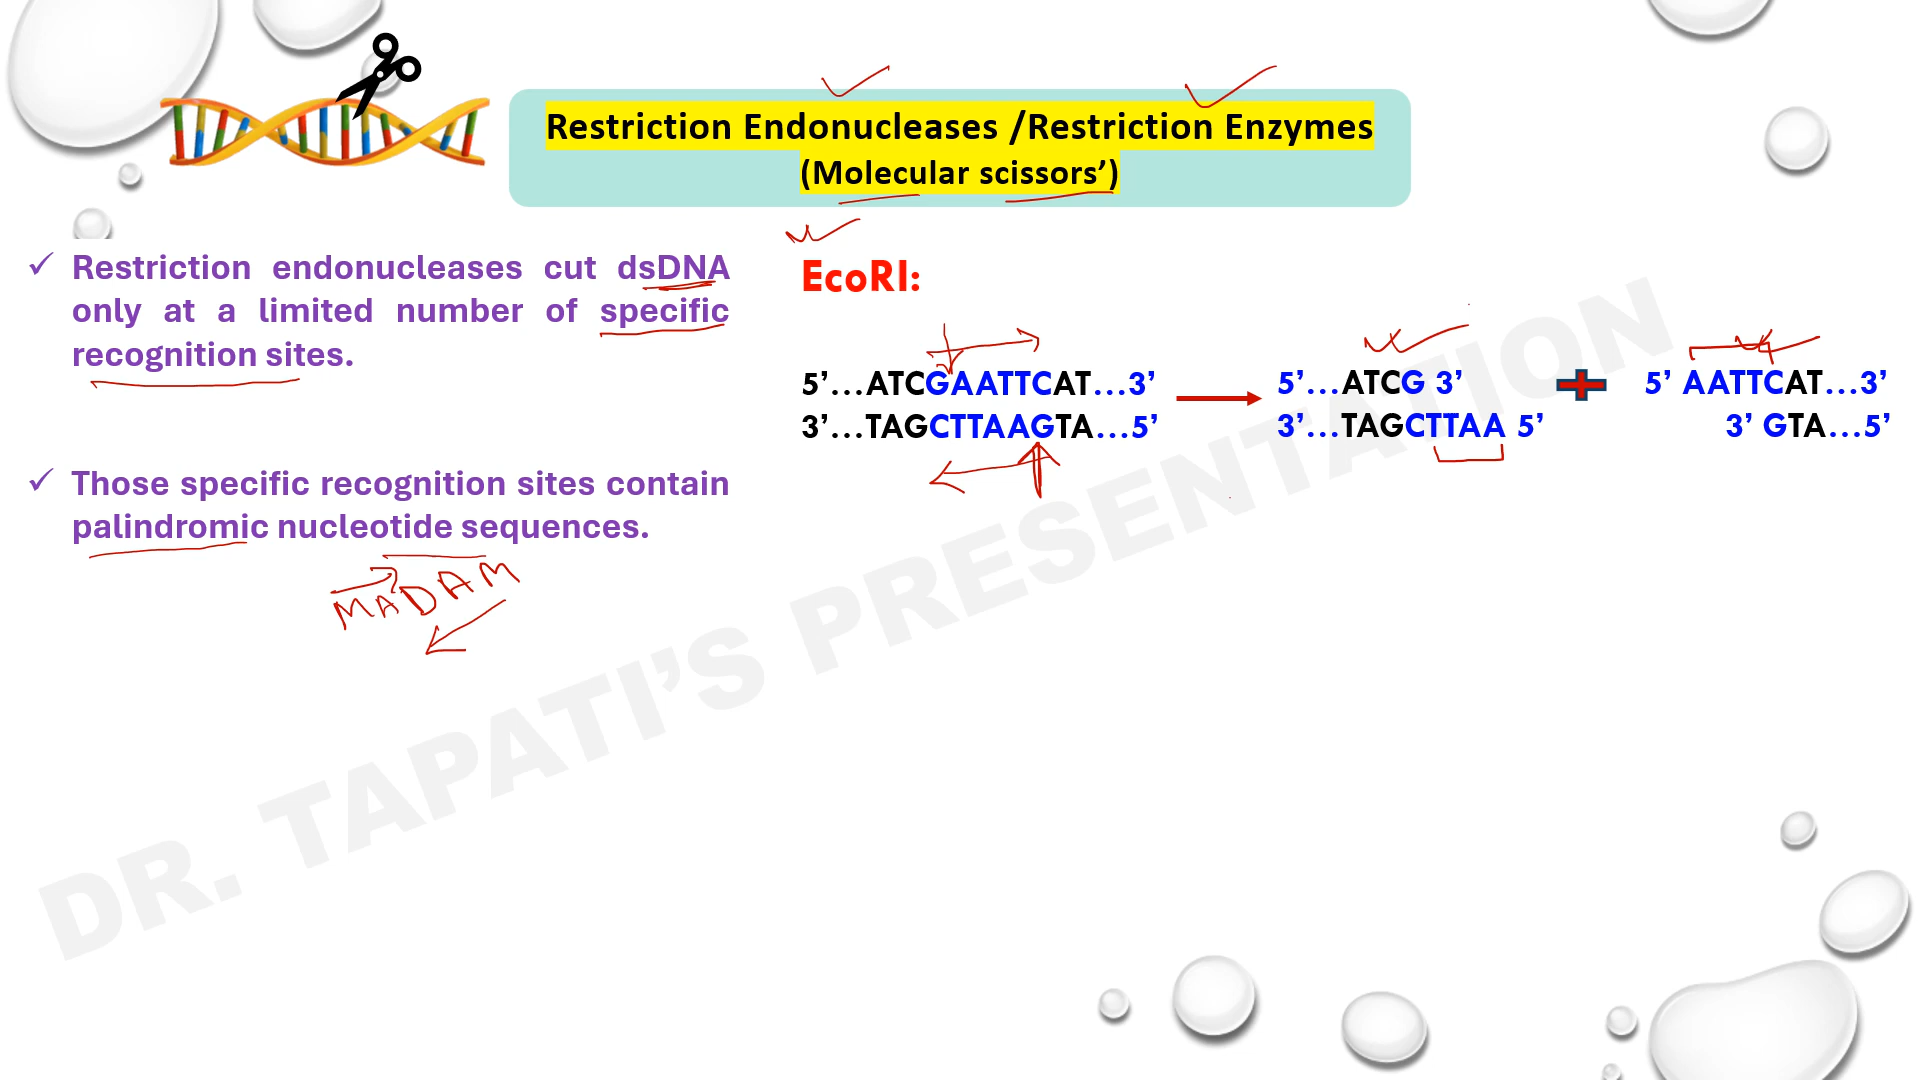 Restriction Endonucleases /Restriction Enzymes
(Molecular scissors’)
Restriction endonucleases cut dsDNA
only at a limited number of specific
recognition sites.
Those specific recognition sites contain
palindromic nucleotide sequences.
MADAM
EcoRI:
5’...ATCGAATTCAT...3’
3’...TAGCTTAAGTA...5’
5’...ATCG 3’
3’...TAGCTTAA 5’
5’ AATTCAT...3’
3’ GTA...5’
DR. TAPATI’S PRESENTATION